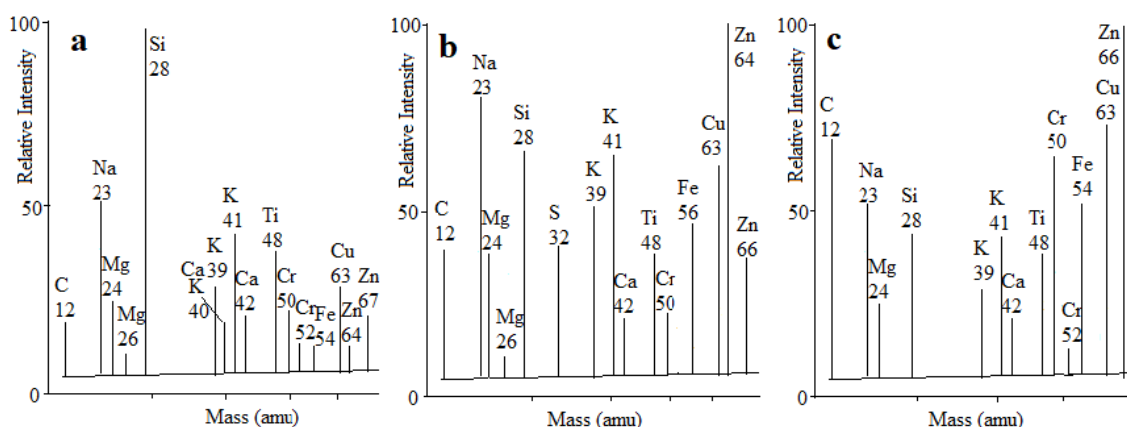 100
50
0
Relative Intensity
a
C
12
Na
23
Mg
24
Mg
26
Si
28
Ca
K
40
K
39
K
41
Ca
42
Ti
48
Cr
50
Cr
52
Fe
54
Cu
63
Zn
64
Zn
67
Mass (amu)
100
50
0
Relative Intensity
b
C
12
Na
23
Mg
24
Mg
26
Si
28
S
32
K
39
K
41
Ca
42
Ti
48
Cr
50
Fe
56
Cu
63
Zn
64
Zn
66
Mass (amu)
100
50
0
Relative Intensity
c
C
12
Na
23
Mg
24
Si
28
K
39
K
41
Ca
42
Ti
48
Cr
50
Cr
52
Fe
54
Cu
63
Zn
66
Mass (amu)